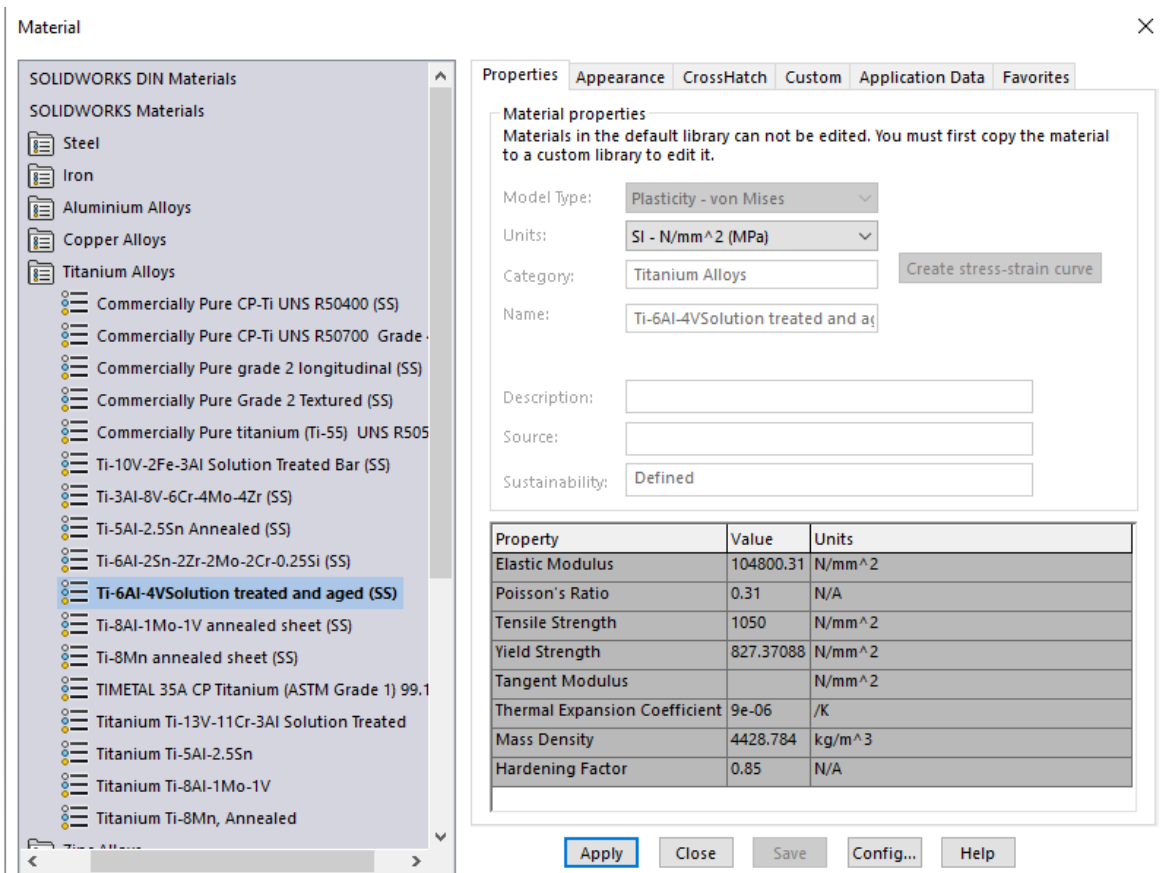 Material
SOLIDWORKS DIN Materials
SOLIDWORKS Materials
Steel
Iron
Aluminium Alloys
Copper Alloys
Titanium Alloys
Commercially Pure CP-Ti UNS R50400 (SS)
Commercially Pure CP-Ti UNS R50700 Grade
Commercially Pure grade 2 longitudinal (SS)
Commercially Pure Grade 2 Textured (SS)
Commercially Pure titanium (Ti-55) UNS R505
Ti-10V-2Fe-3Al Solution Treated Bar (SS)
Ti-3Al-8V-6Cr-4Mo-4Zr (SS)
Ti-5Al-2.5Sn Annealed (SS)
Ti-6Al-2Sn-2Zr-2Mo-2Cr-0.25Si (SS)
Ti-6Al-4VSolution treated and aged (SS)
Ti-8Al-1Mo-1V annealed sheet (SS)
Ti-8Mn annealed sheet (SS)
TIMETAL 35A CP Titanium (ASTM Grade 1) 99.1
Titanium Ti-13V-11Cr-3Al Solution Treated
Titanium Ti-5Al-2.5Sn
Titanium Ti-8Al-1Mo-1V
Titanium Ti-8Mn, Annealed
Properties Appearance CrossHatch Custom Application Data Favorites
Material properties
Materials in the default library can not be edited. You must first copy the material
to a custom library to edit it.
Model Type: Plasticity - von Mises
Units: SI - N/mm^2 (MPa)
Category: Titanium Alloys Create stress-strain curve
Name: Ti-6Al-4VSolution treated and ag
Description:
Source:
Sustainability: Defined
Property Value Units
Elastic Modulus 104800.31 N/mm^2
Poisson's Ratio 0.31 N/A
Tensile Strength 1050 N/mm^2
Yield Strength 827.37088 N/mm^2
Tangent Modulus N/mm^2
Thermal Expansion Coefficient 9e-06 /K
Mass Density 4428.784 kg/m^3
Hardening Factor 0.85 N/A
Apply Close Save Config... Help